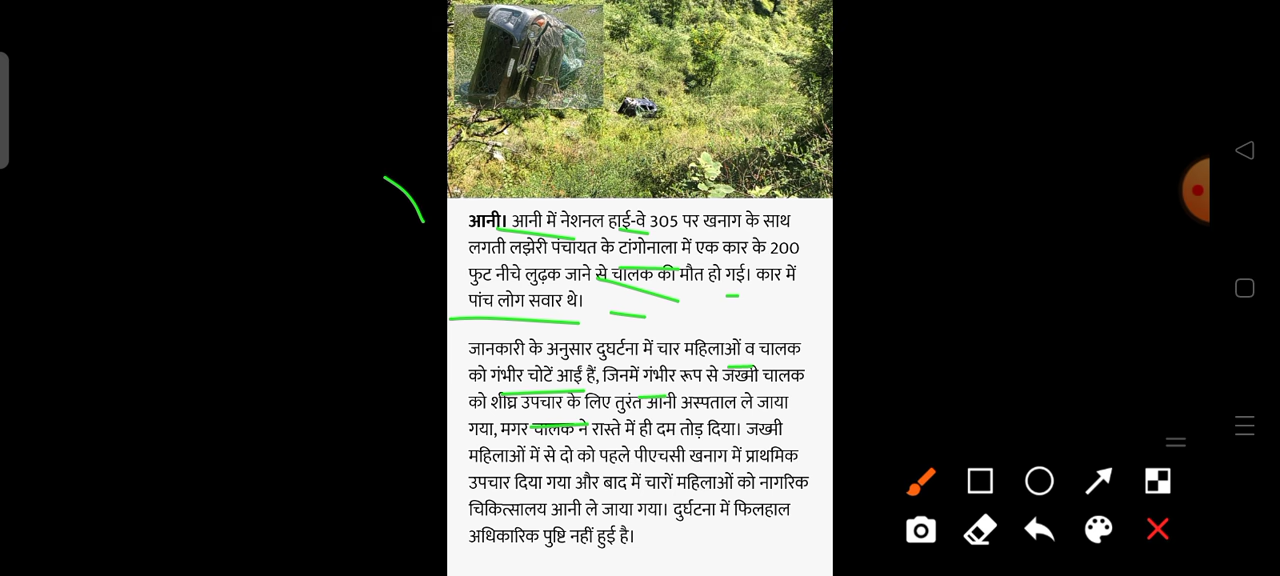 आनी। आनी में नेशनल हाई-वे 305 पर खनाग के साथ
लगती लझेरी पंचायत के टांगोनाला में एक कार के 200
फुट नीचे लुढ़क जाने से चालक की मौत हो गई। कार में
पांच लोग सवार थे।
जानकारी के अनुसार दुघर्टना में चार महिलाओं व चालक
को गंभीर चोटें आईं हैं, जिनमें गंभीर रूप से जख्मी चालक
को शीघ्र उपचार के लिए तुरंत आनी अस्पताल ले जाया
गया, मगर चालक ने रास्ते में ही दम तोड़ दिया। जख्मी
महिलाओं में से दो को पहले पीएचसी खनाग में प्राथमिक
उपचार दिया गया और बाद में चारों महिलाओं को नागरिक
चिकित्सालय आनी ले जाया गया। दुर्घटना में फिलहाल
अधिकारिक पुष्टि नहीं हुई है।